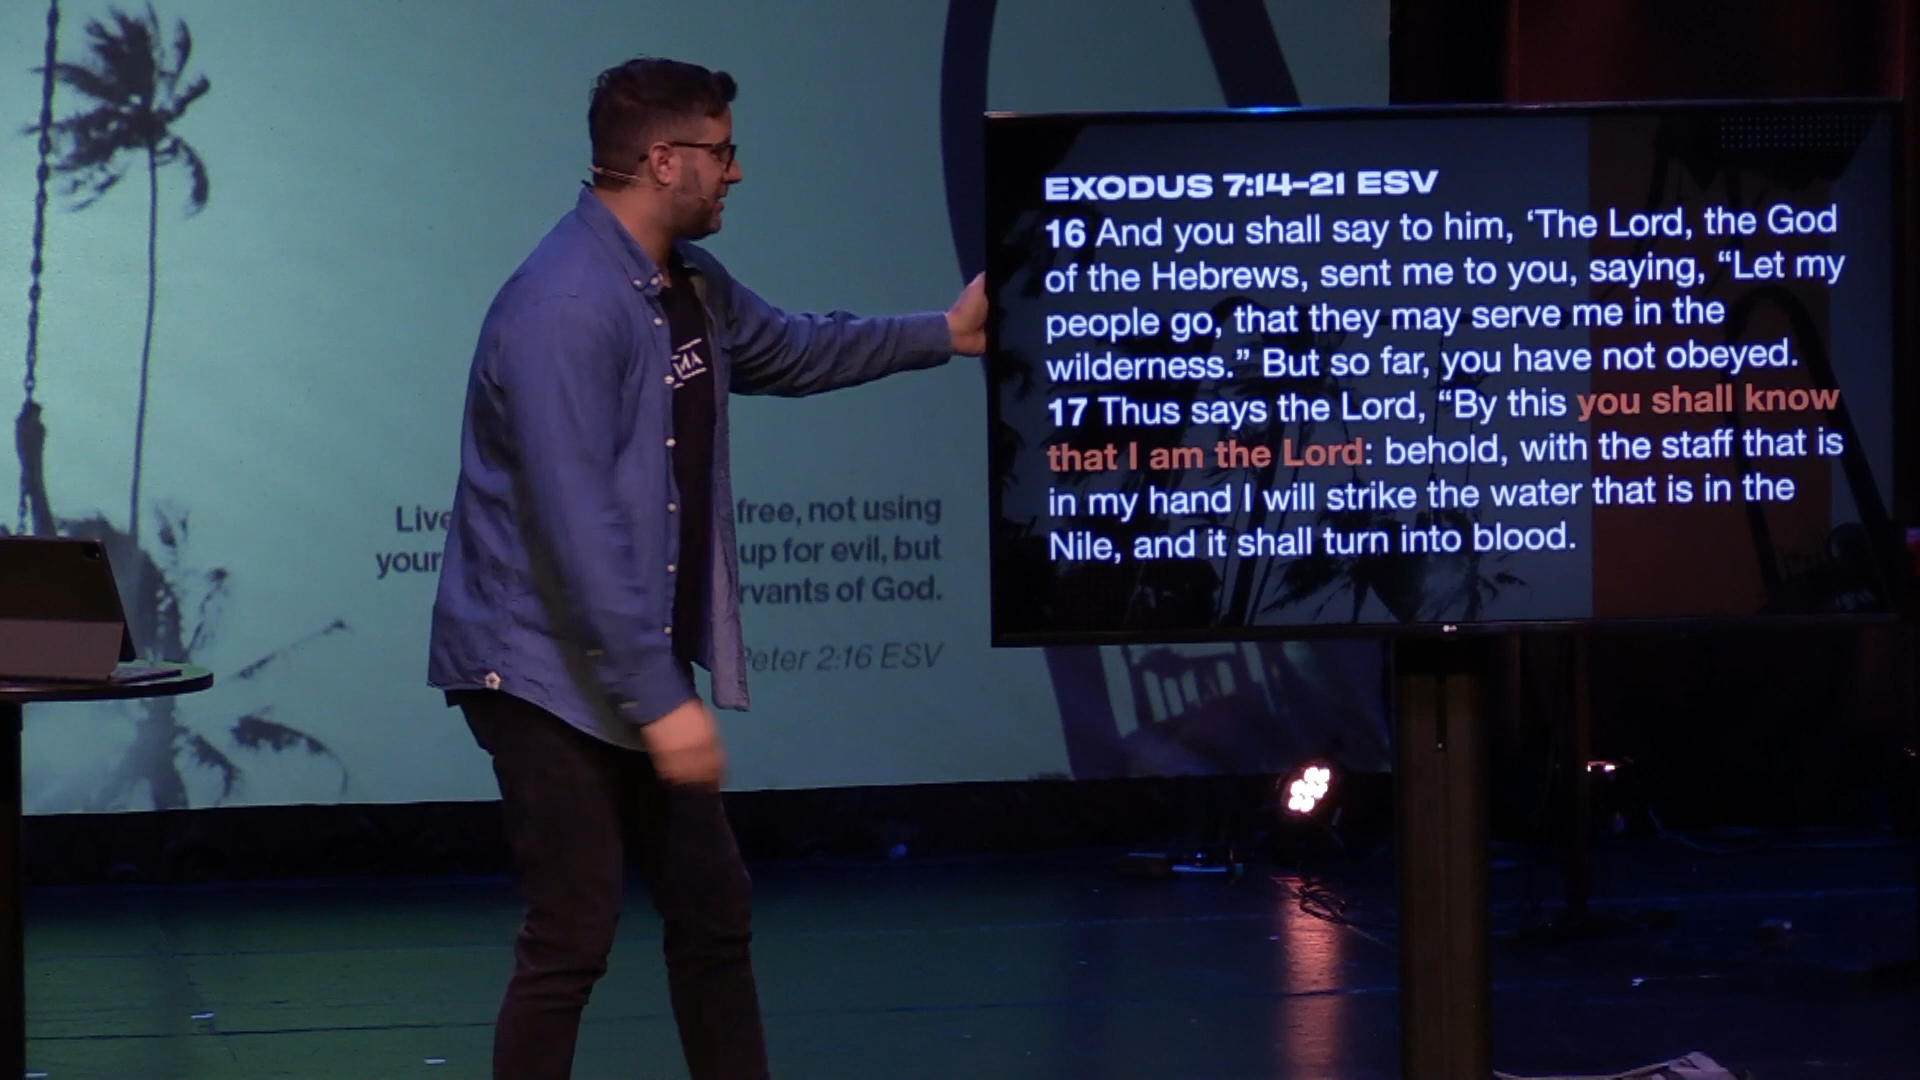 EXODUS 7:14–21 ESV
16 And you shall say to him, ‘The Lord, the God
of the Hebrews, sent me to you, saying, “Let my
people go, that they may serve me in the
wilderness.” But so far, you have not obeyed.
17 Thus says the Lord, “By this you shall know
that I am the Lord: behold, with the staff that is
in my hand I will strike the water that is in the
Nile, and it shall turn into blood.
Live free, not using
your up for evil, but
rvants of God.
Peter 2:16 ESV